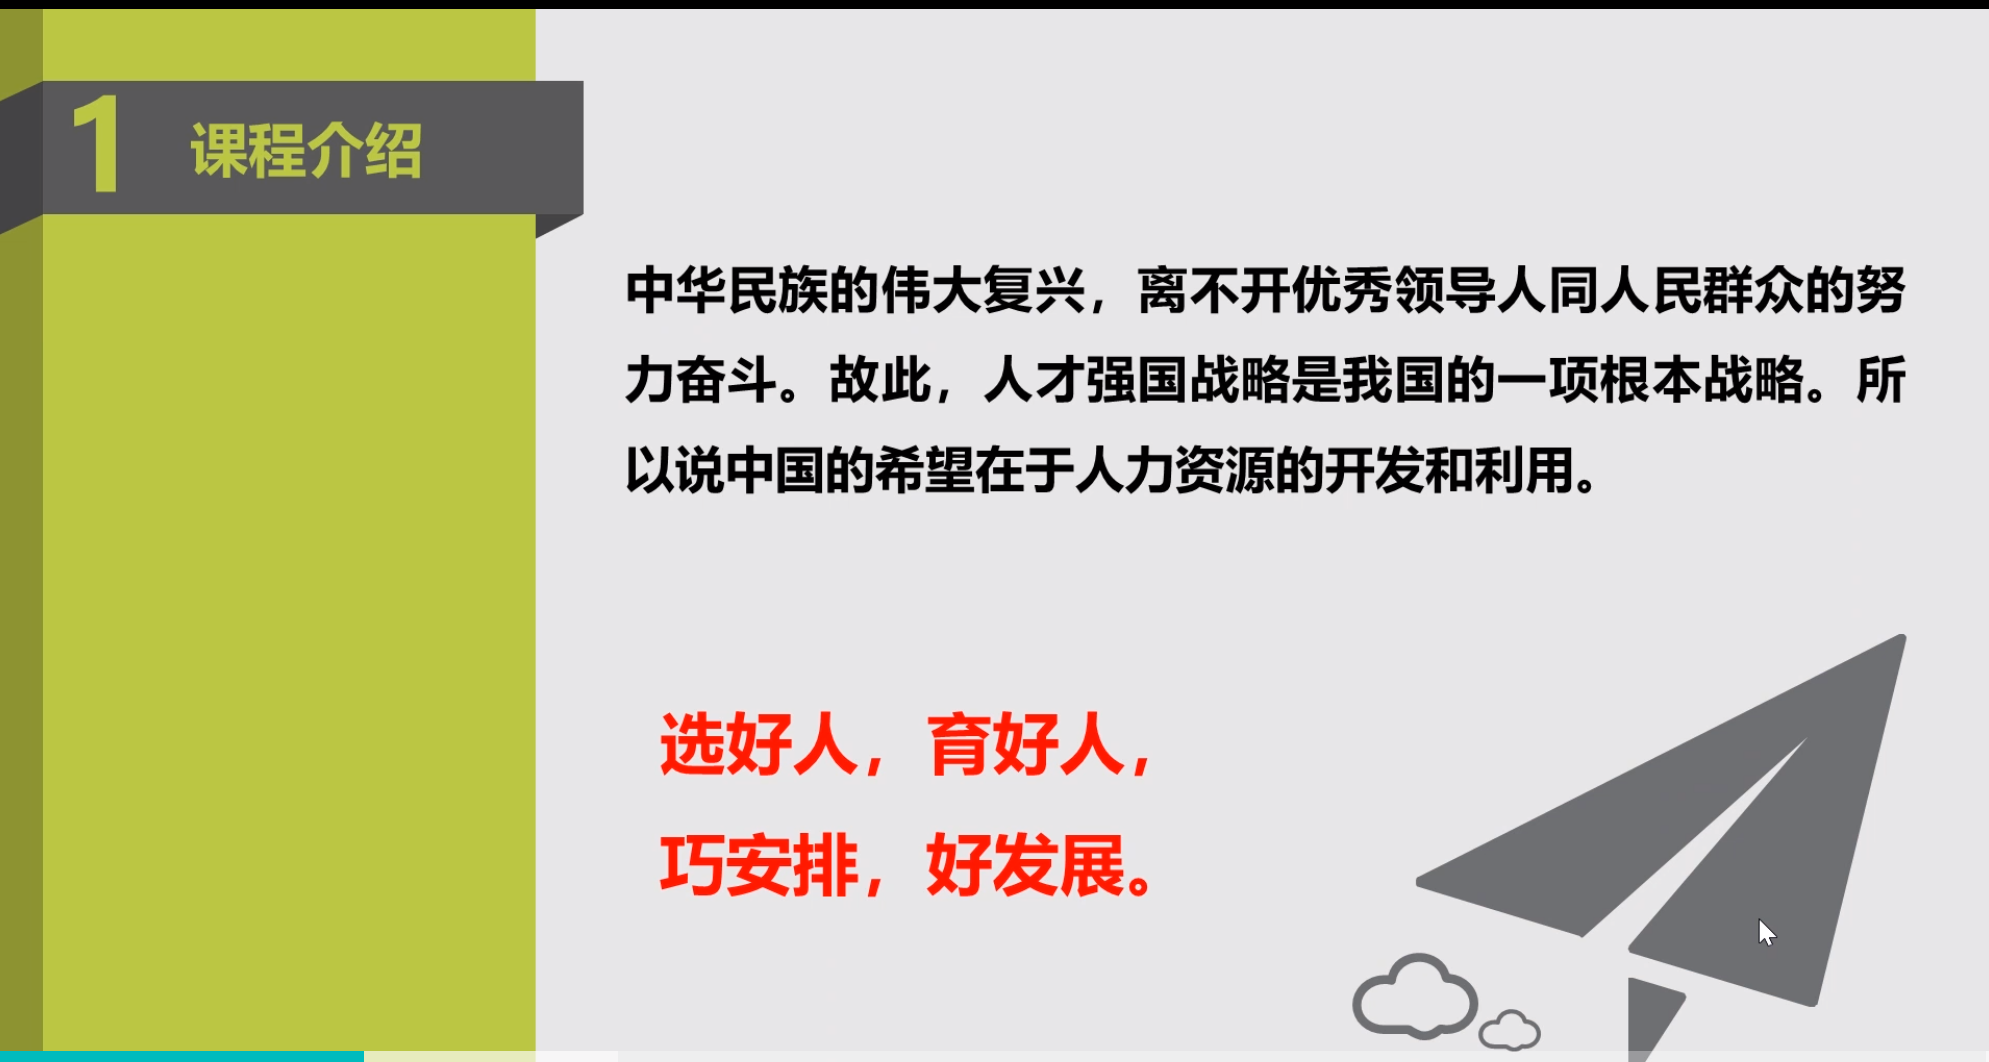 1 课程介绍
中华民族的伟大复兴，离不开优秀领导人同人民群众的努
力奋斗。故此，人才强国战略是我国的一项根本战略。所
以说中国的希望在于人力资源的开发和利用。
选好人，育好人，
巧安排，好发展。